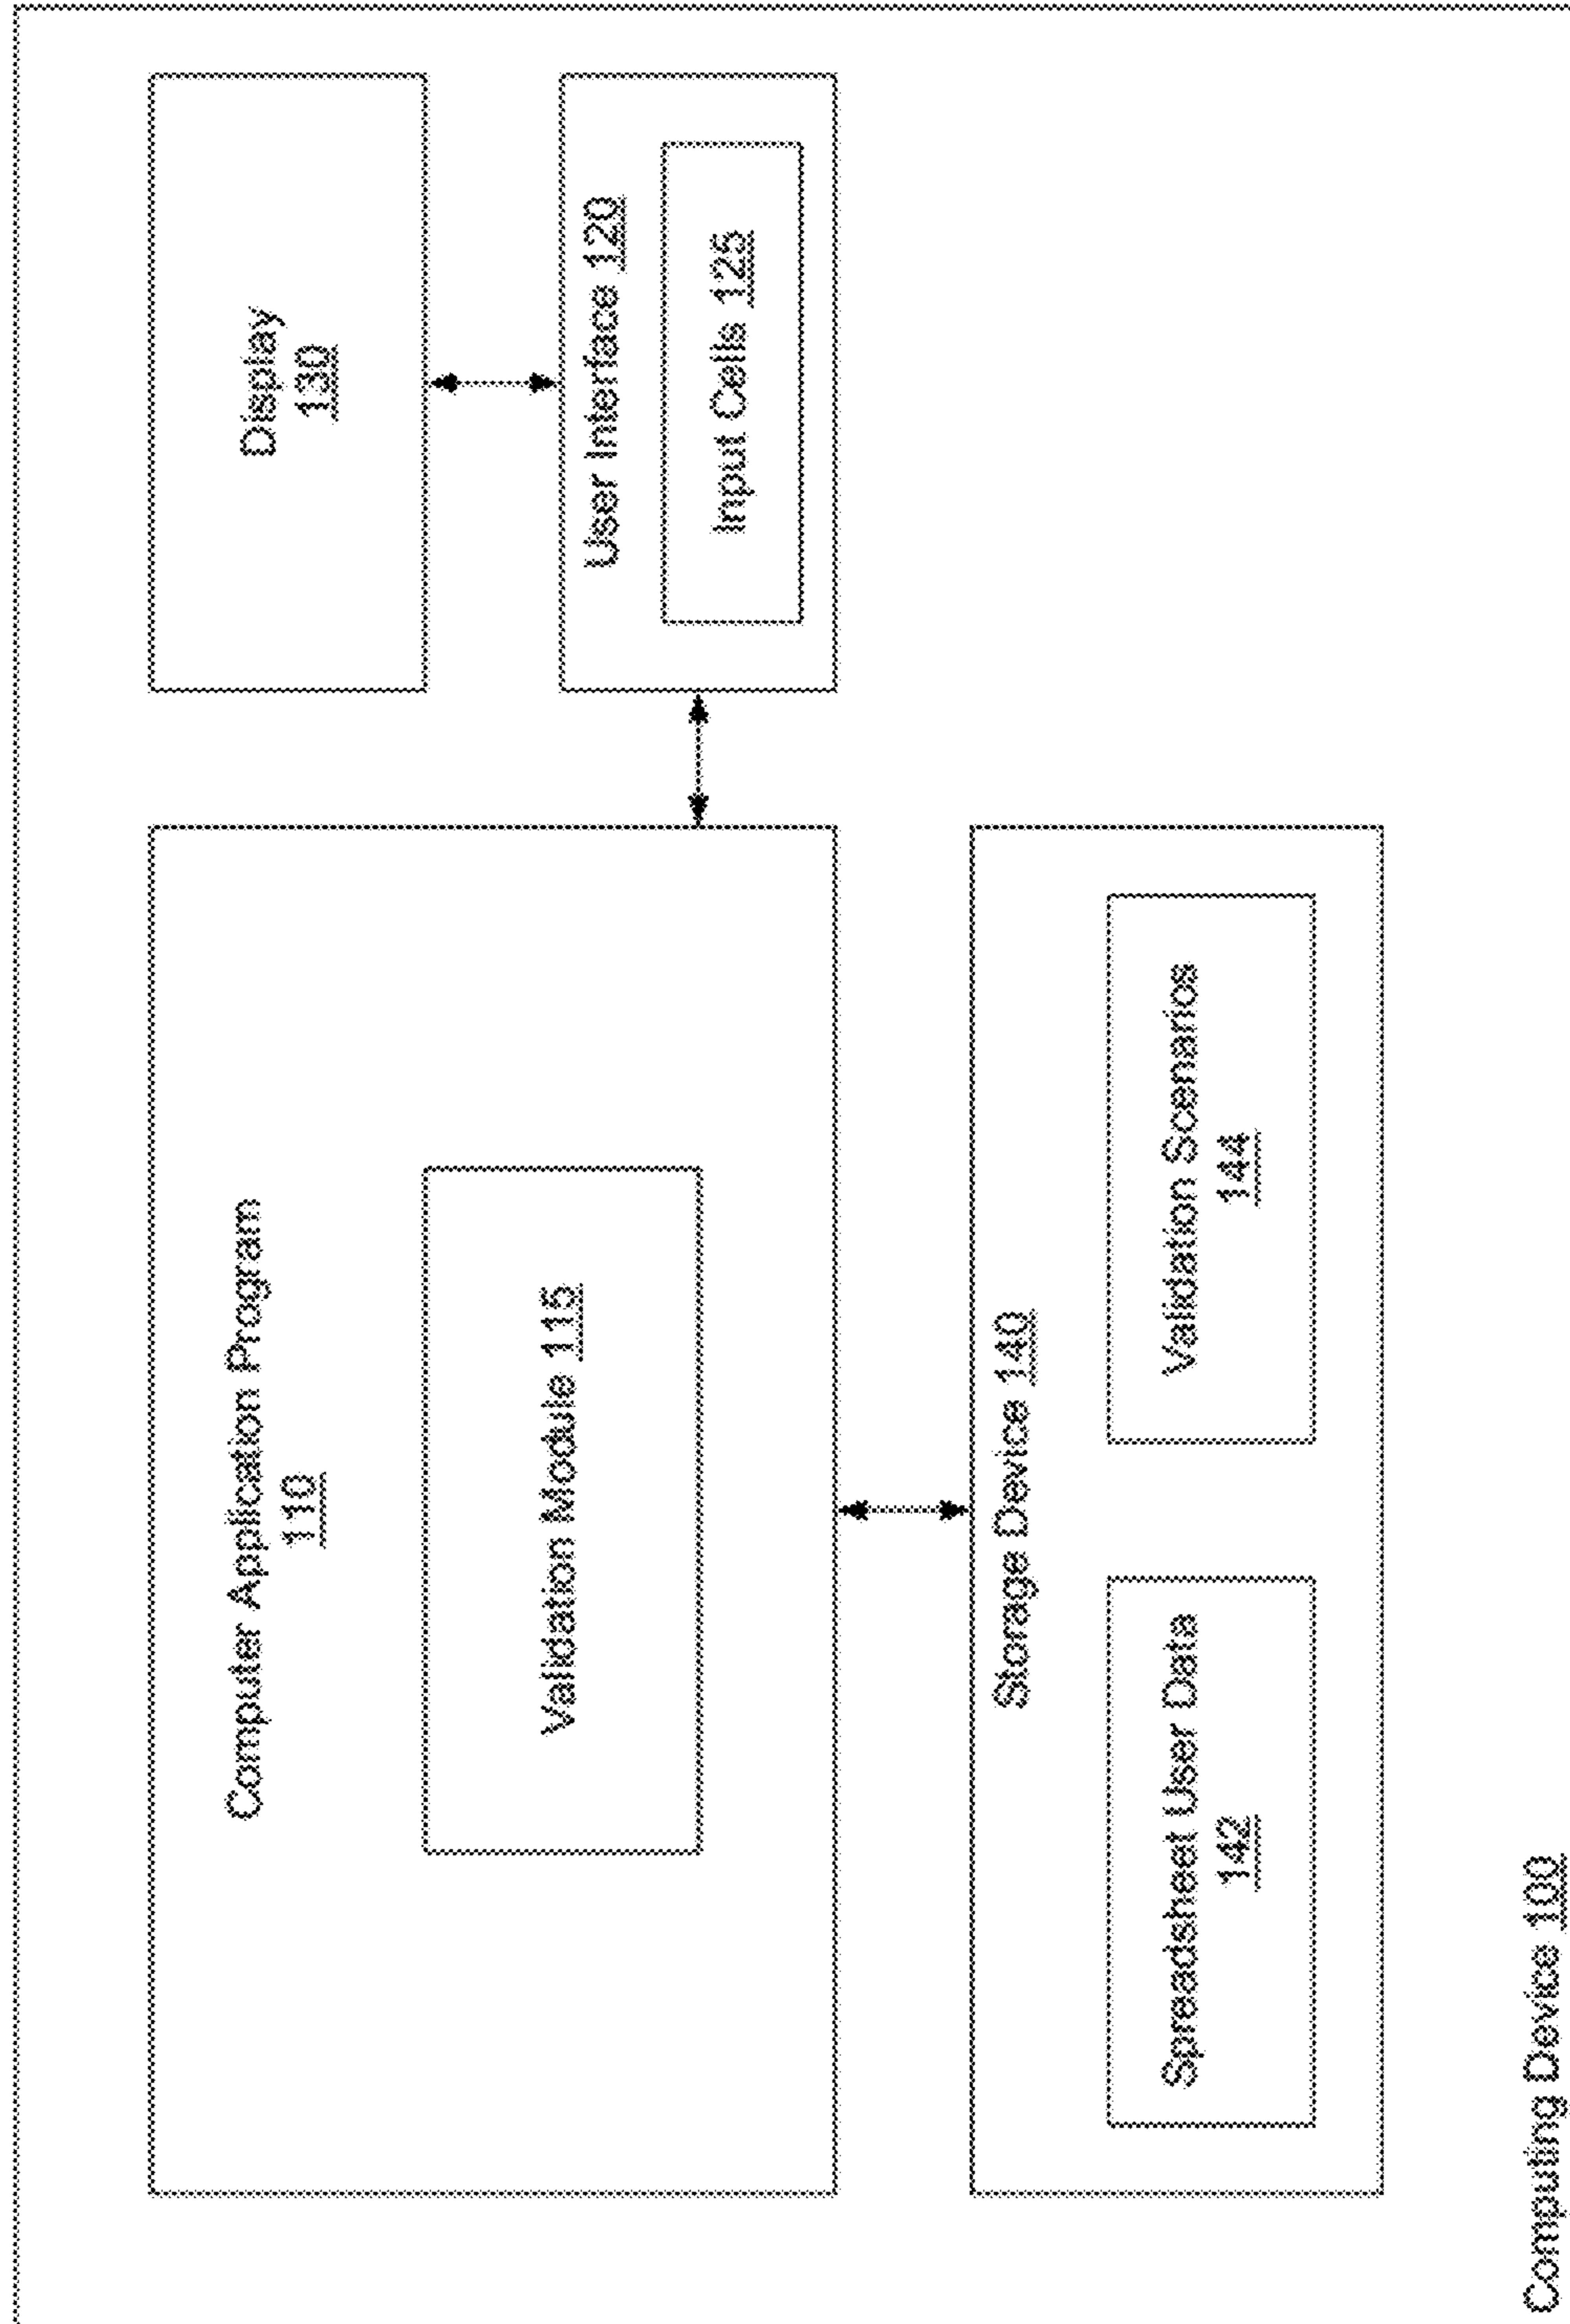 Computer Application Program
110
Validation Module 115
Display
130
User Interface 120
Input Cells 125
Storage Device 140
Spreadsheet User Data
142
Validation Scenarios
144
Computing Device 100